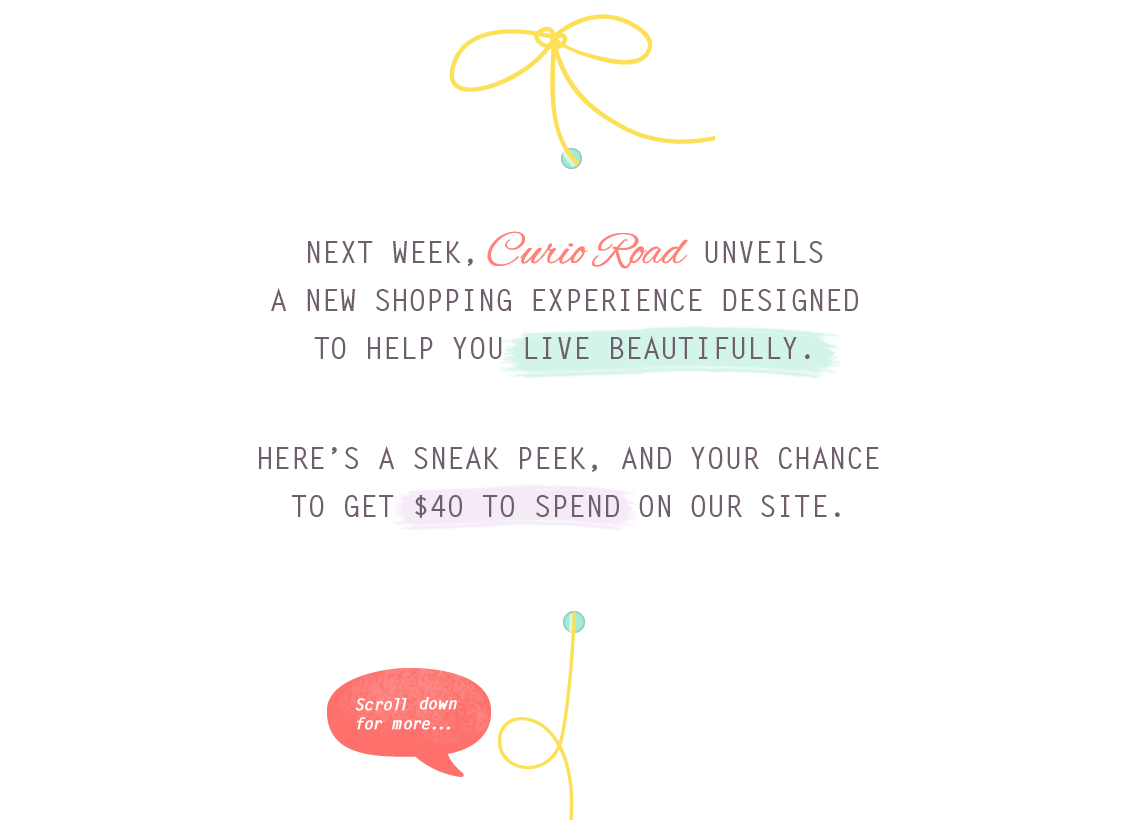 NEXT WEEK, Curio Road UNVEILS
A NEW SHOPPING EXPERIENCE DESIGNED
TO HELP YOU LIVE BEAUTIFULLY.
HERE'S A SNEAK PEEK, AND YOUR CHANCE
TO GET $40 TO SPEND ON OUR SITE.
Scroll down
for more...